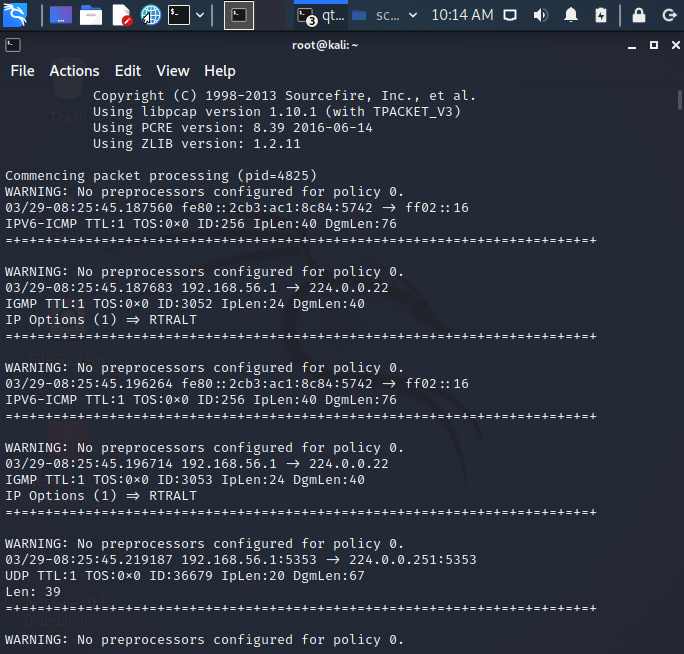 3 qt... sc... 10:14 AM
root@kali: ~
File Actions Edit View Help
Copyright (C) 1998-2013 Sourcefire, Inc., et al.
Using libpcap version 1.10.1 (with TPACKET_V3)
Using PCRE version: 8.39 2016-06-14
Using ZLIB version: 1.2.11
Commencing packet processing (pid=4825)
WARNING: No preprocessors configured for policy 0.
03/29-08:25:45.187560 fe80::2cb3:ac1:8c84:5742 -> ff02::16
IPV6-ICMP TTL:1 TOS:0×0 ID:256 IpLen:40 DgmLen:76
=+=+=+=+=+=+=+=+=+=+=+=+=+=+=+=+=+=+=+=+=+=+=+=+=+=+=+=+=+=+=+=+=+=+=+=+=+
WARNING: No preprocessors configured for policy 0.
03/29-08:25:45.187683 192.168.56.1 -> 224.0.0.22
IGMP TTL:1 TOS:0×0 ID:3052 IpLen:24 DgmLen:40
IP Options (1) => RTRALT
=+=+=+=+=+=+=+=+=+=+=+=+=+=+=+=+=+=+=+=+=+=+=+=+=+=+=+=+=+=+=+=+=+=+=+=+=+
WARNING: No preprocessors configured for policy 0.
03/29-08:25:45.196264 fe80::2cb3:ac1:8c84:5742 -> ff02::16
IPV6-ICMP TTL:1 TOS:0×0 ID:256 IpLen:40 DgmLen:76
=+=+=+=+=+=+=+=+=+=+=+=+=+=+=+=+=+=+=+=+=+=+=+=+=+=+=+=+=+=+=+=+=+=+=+=+=+
WARNING: No preprocessors configured for policy 0.
03/29-08:25:45.196714 192.168.56.1 -> 224.0.0.22
IGMP TTL:1 TOS:0×0 ID:3053 IpLen:24 DgmLen:40
IP Options (1) => RTRALT
=+=+=+=+=+=+=+=+=+=+=+=+=+=+=+=+=+=+=+=+=+=+=+=+=+=+=+=+=+=+=+=+=+=+=+=+=+
WARNING: No preprocessors configured for policy 0.
03/29-08:25:45.219187 192.168.56.1:5353 -> 224.0.0.251:5353
UDP TTL:1 TOS:0×0 ID:36679 IpLen:20 DgmLen:67
Len: 39
=+=+=+=+=+=+=+=+=+=+=+=+=+=+=+=+=+=+=+=+=+=+=+=+=+=+=+=+=+=+=+=+=+=+=+=+=+
WARNING: No preprocessors configured for policy 0.